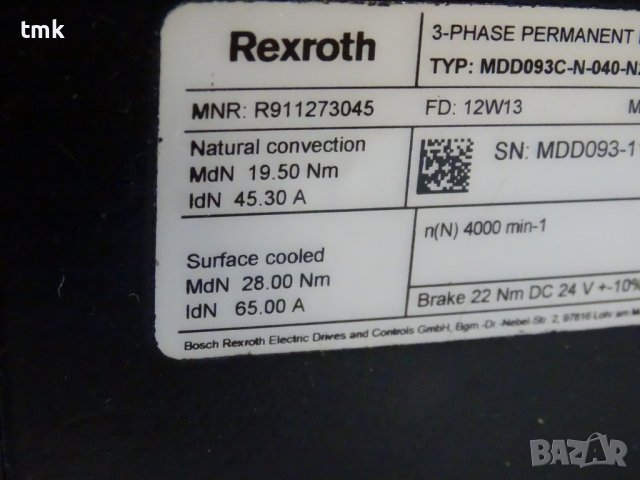 tmk
Rexroth
3-PHASE PERMANENT
TYP: MDD093C-N-040-N
MNR: R911273045 FD: 12W13 M
Natural convection
MdN 19.50 Nm
IdN 45.30 A
SN: MDD093-1
Surface cooled
MdN 28.00 Nm
IdN 65.00 A
n(N) 4000 min-1
Brake 22 Nm DC 24 V +-10%
Bosch Rexroth Electric Drives and Controls GmbH, Bgm.-Dr.-Nebel-Str. 2, 97816 Lohr am
BAZAR